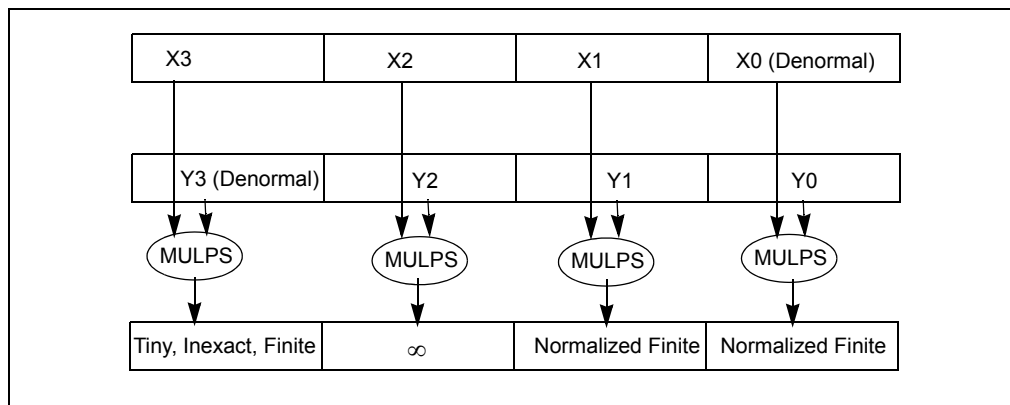 X3 X2 X1 X0 (Denormal)
Y3 (Denormal) Y2 Y1 Y0
MULPS MULPS MULPS MULPS
Tiny, Inexact, Finite ∞ Normalized Finite Normalized Finite